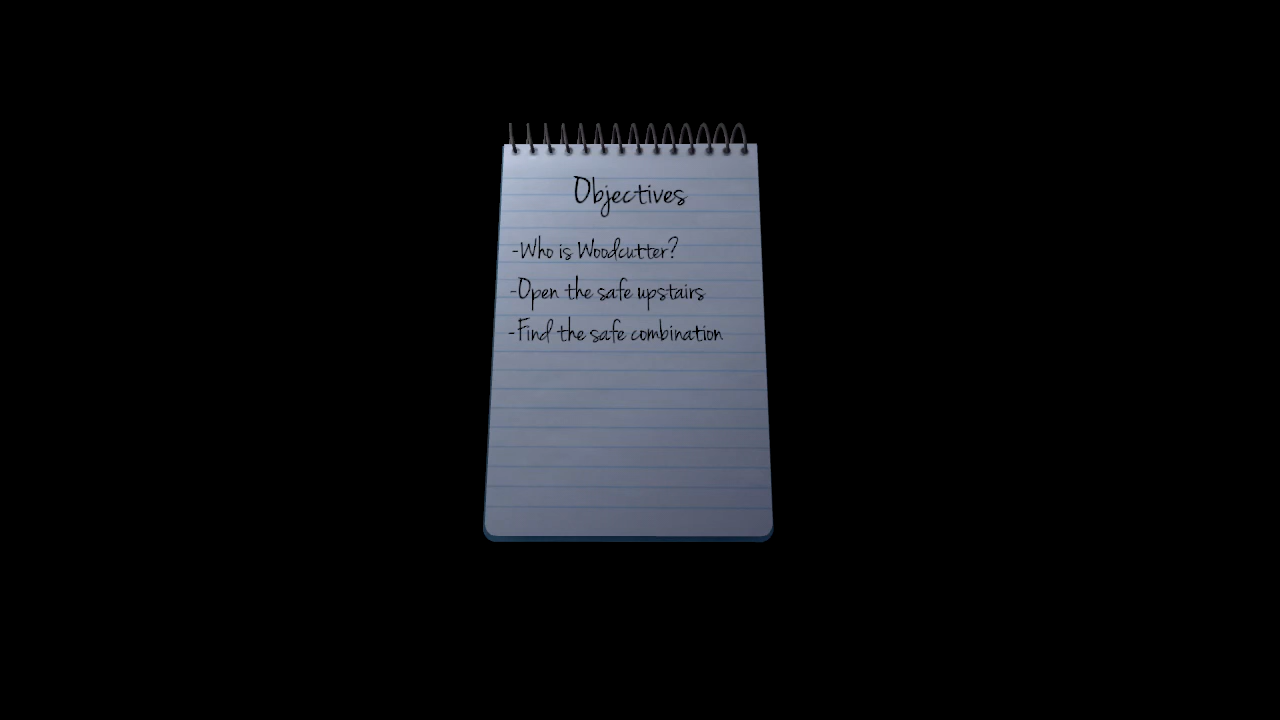 Objectives
-Who is Woodcutter?
-Open the safe upstairs
-Find the safe combination